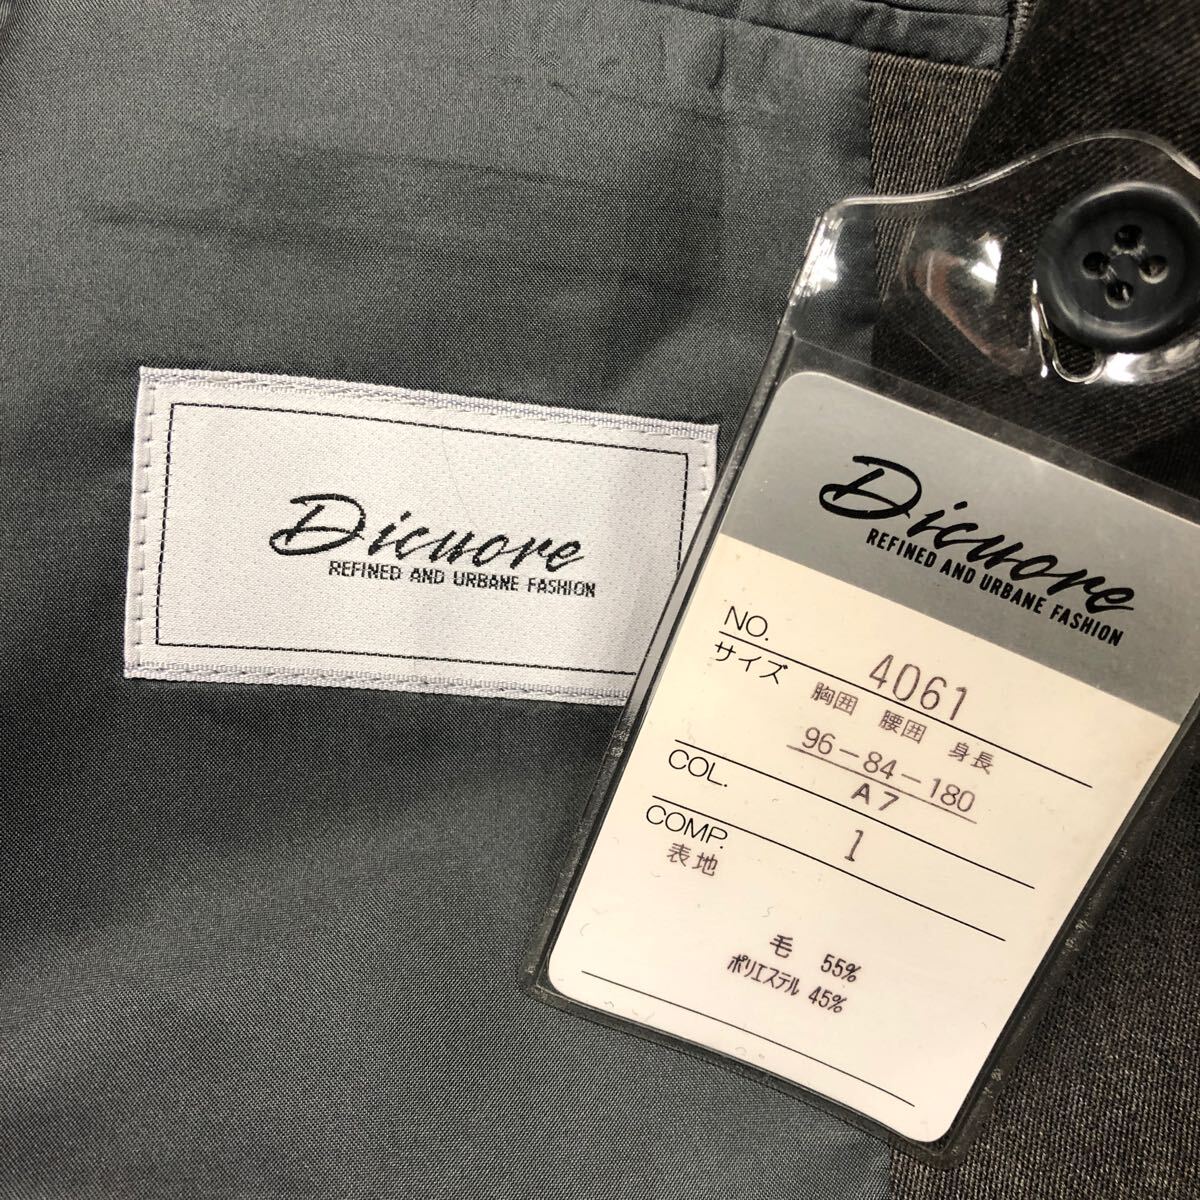 Dicuore
REFINED AND URBANE FASHION
Dicuore
REFINED AND URBANE FASHION
NO. 4061
サイズ 胸囲 腰囲 身長
96-84-180
A7
COL. 1
COMP.
表地
毛 55%
ポリエステル 45%